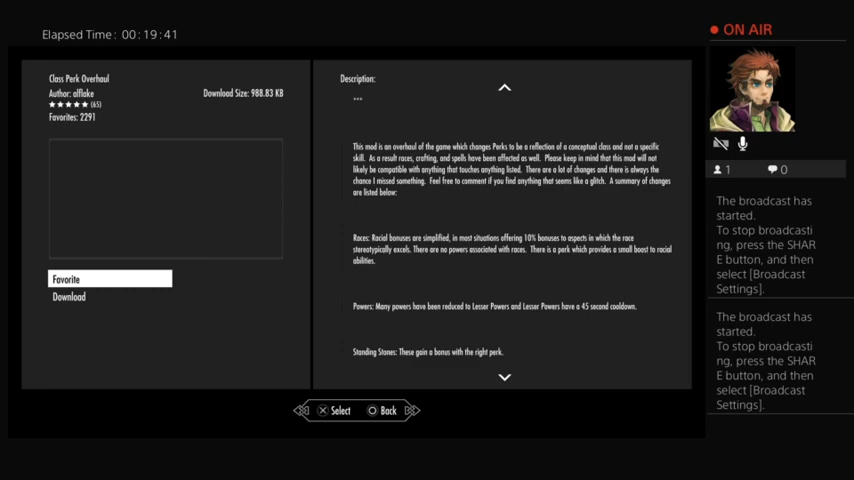 Elapsed Time: 00:19:41
ON AIR
Class Perk Overhaul
Author: alflake
Download Size: 988.83 KB
(65)
Favorites: 2291
Favorite
Download
Description:
***
This mod is an overhaul of the game which changes Perks to be a reflection of a conceptual class and not a specific
skill. As a result races, crafting, and spells have been affected as well. Please keep in mind that this mod will not
likely be compatible with anything that touches anything listed. There are a lot of changes and there is always the
chance I missed something. Feel free to comment if you find anything that seems like a glitch. A summary of changes
are listed below:
Races: Racial bonuses are simplified, in most situations offering 10% bonuses to aspects in which the race
stereotypically excels. There are no powers associated with races. There is a perk which provides a small boost to racial
abilities.
Powers: Many powers have been reduced to Lesser Powers and Lesser Powers have a 45 second cooldown.
Standing Stones: These gain a bonus with the right perk.
Select
Back
1
0
The broadcast has
started.
To stop broadcasti
ng, press the SHAR
E button, and then
select [Broadcast
Settings].
The broadcast has
started.
To stop broadcasti
ng, press the SHAR
E button, and then
select [Broadcast
Settings].